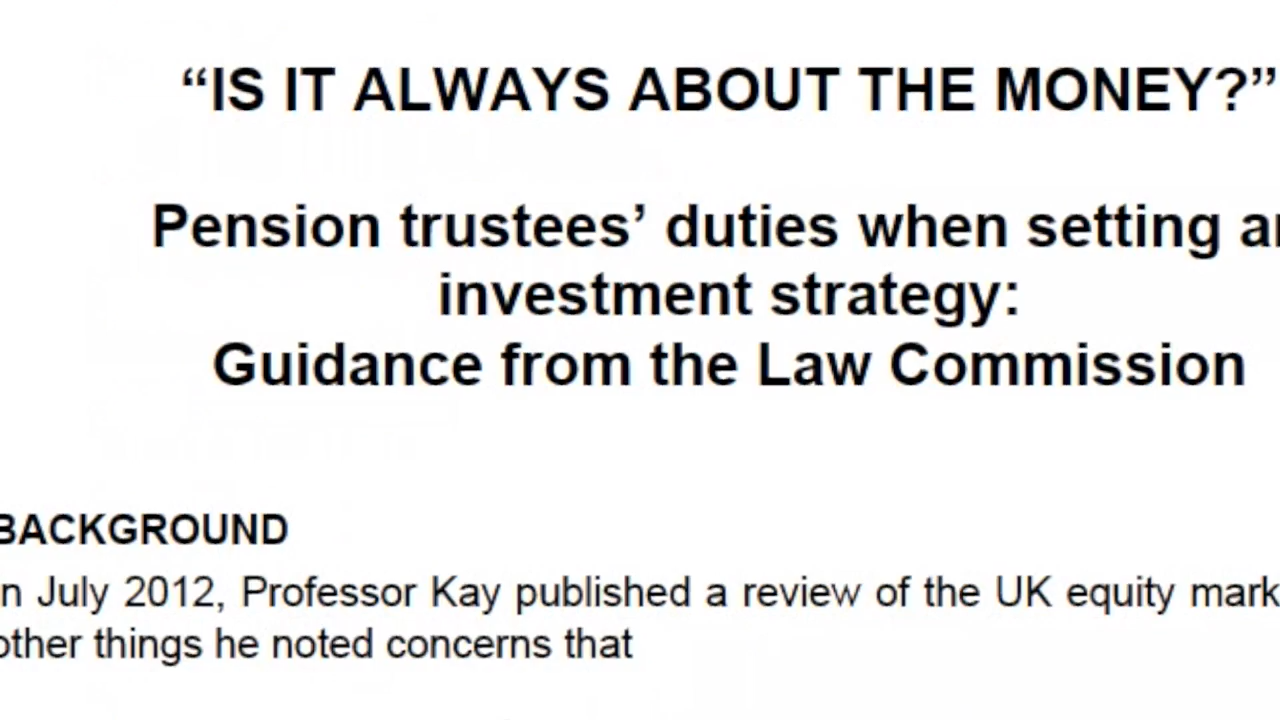 “IS IT ALWAYS ABOUT THE MONEY?”
Pension trustees’ duties when setting a
investment strategy:
Guidance from the Law Commission
BACKGROUND
n July 2012, Professor Kay published a review of the UK equity mark
other things he noted concerns that